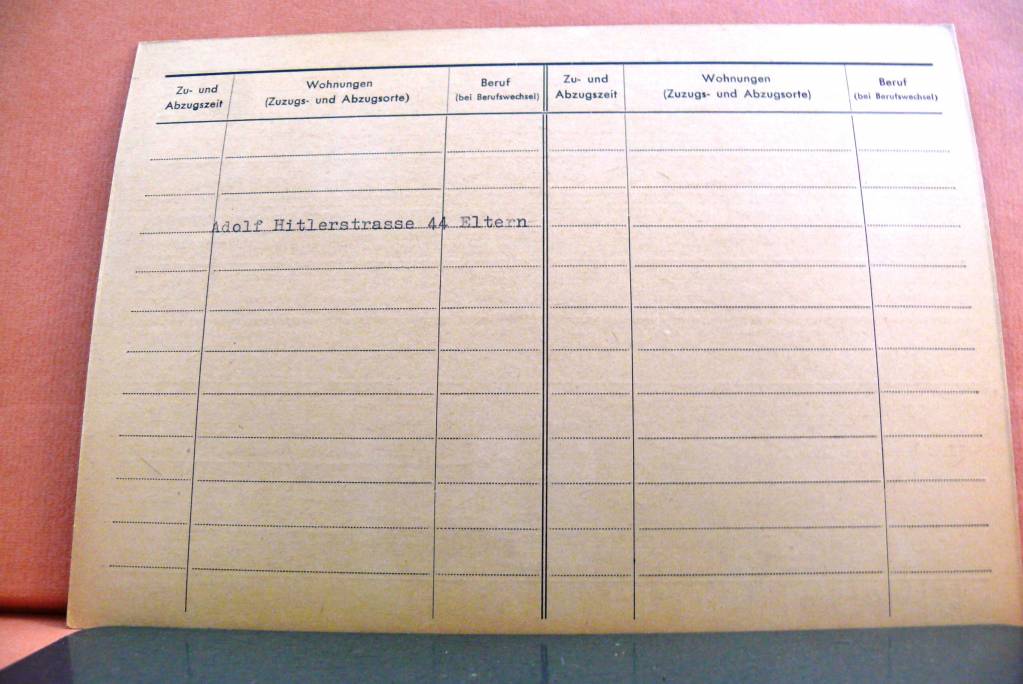 Zu- und Abzugszeit
Wohnungen
(Zuzugs- und Abzugsorte)
Beruf
(bei Berufswechsel)
Zu- und Abzugszeit
Wohnungen
(Zuzugs- und Abzugsorte)
Beruf
(bei Berufswechsel)
Adolf Hitlerstrasse 44 Eltern